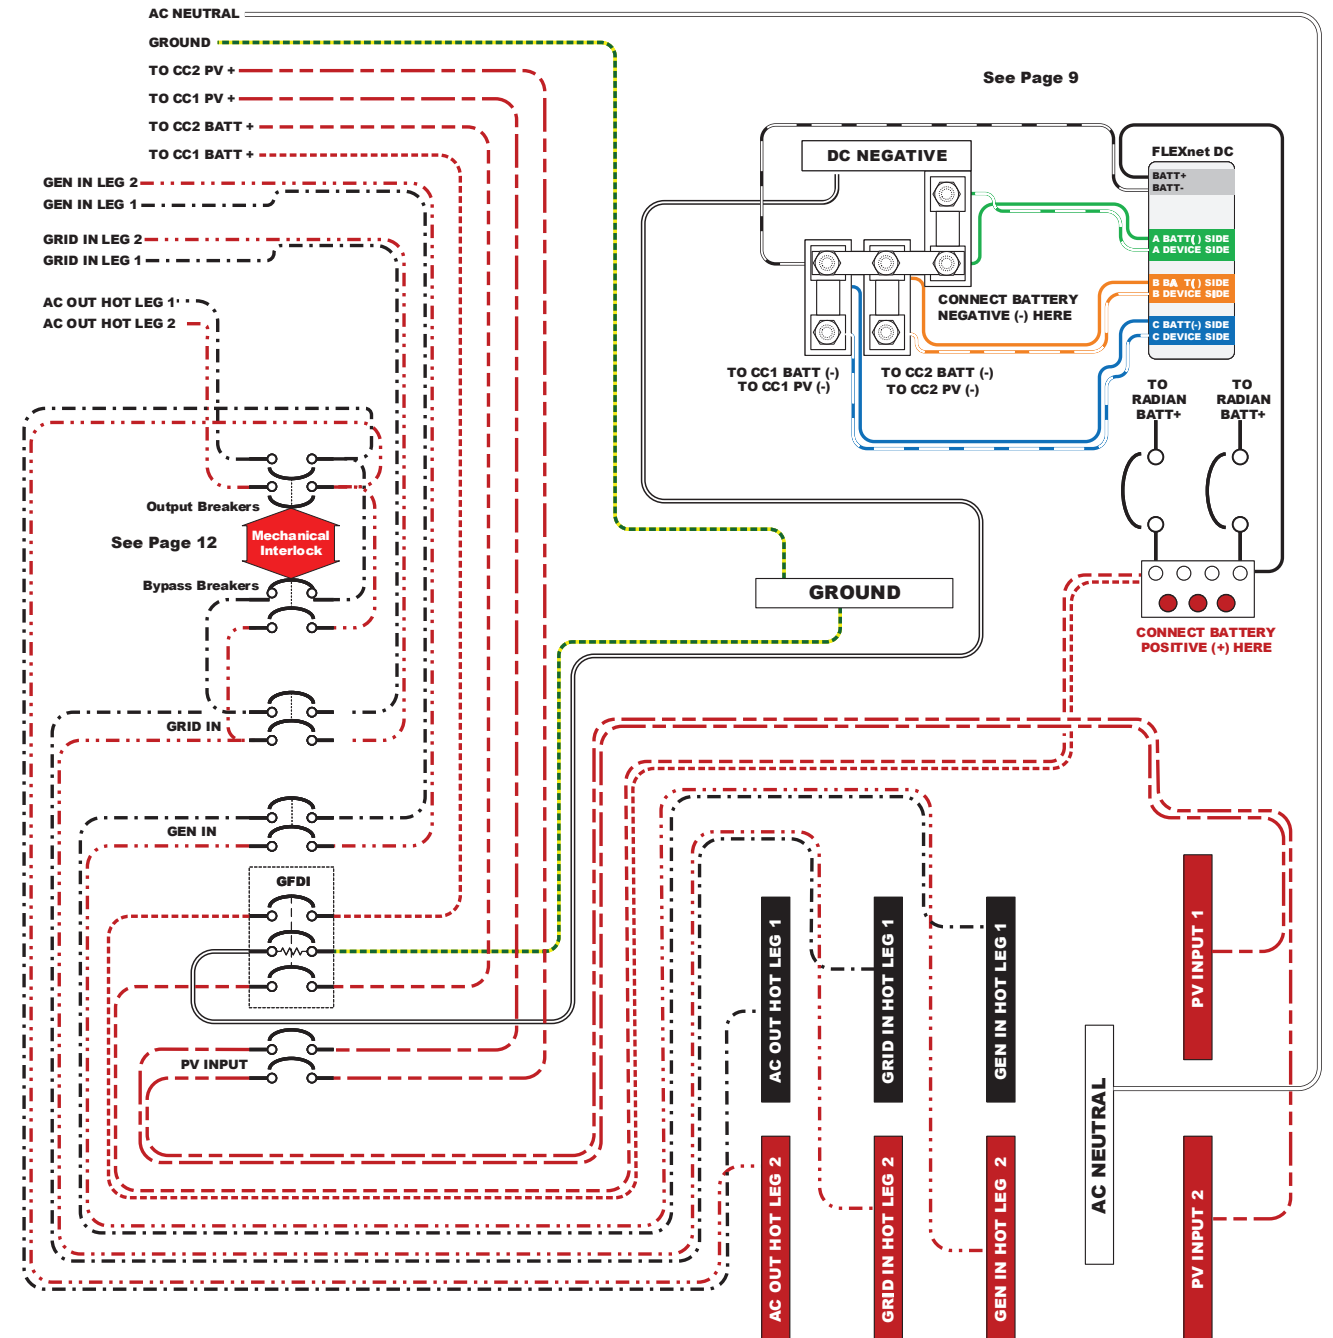 AC NEUTRAL
GROUND
TO CC2 PV +
TO CC1 PV +
TO CC2 BATT +
TO CC1 BATT +
GEN IN LEG 2
GEN IN LEG 1
GRID IN LEG 2
GRID IN LEG 1
AC OUT HOT LEG 1
AC OUT HOT LEG 2
See Page 9
DC NEGATIVE
FLEXnet DC
BATT+
BATT-
A BATT( ) SIDE
A DEVICE SIDE
B BA T( ) SIDE
B DEVICE SIDE
C BATT(-) SIDE
C DEVICE SIDE
CONNECT BATTERY
NEGATIVE (-) HERE
TO CC1 BATT (-)
TO CC1 PV (-)
TO CC2 BATT (-)
TO CC2 PV (-)
TO
RADIAN
BATT+
TO
RADIAN
BATT+
Output Breakers
Mechanical
Interlock
See Page 12
Bypass Breakers
GROUND
CONNECT BATTERY
POSITIVE (+) HERE
GRID IN
GEN IN
GFDI
PV INPUT
AC OUT HOT LEG 1
GRID IN HOT LEG 1
GEN IN HOT LEG 1
PV INPUT 1
AC NEUTRAL
AC OUT HOT LEG 2
GRID IN HOT LEG 2
GEN IN HOT LEG 2
PV INPUT 2